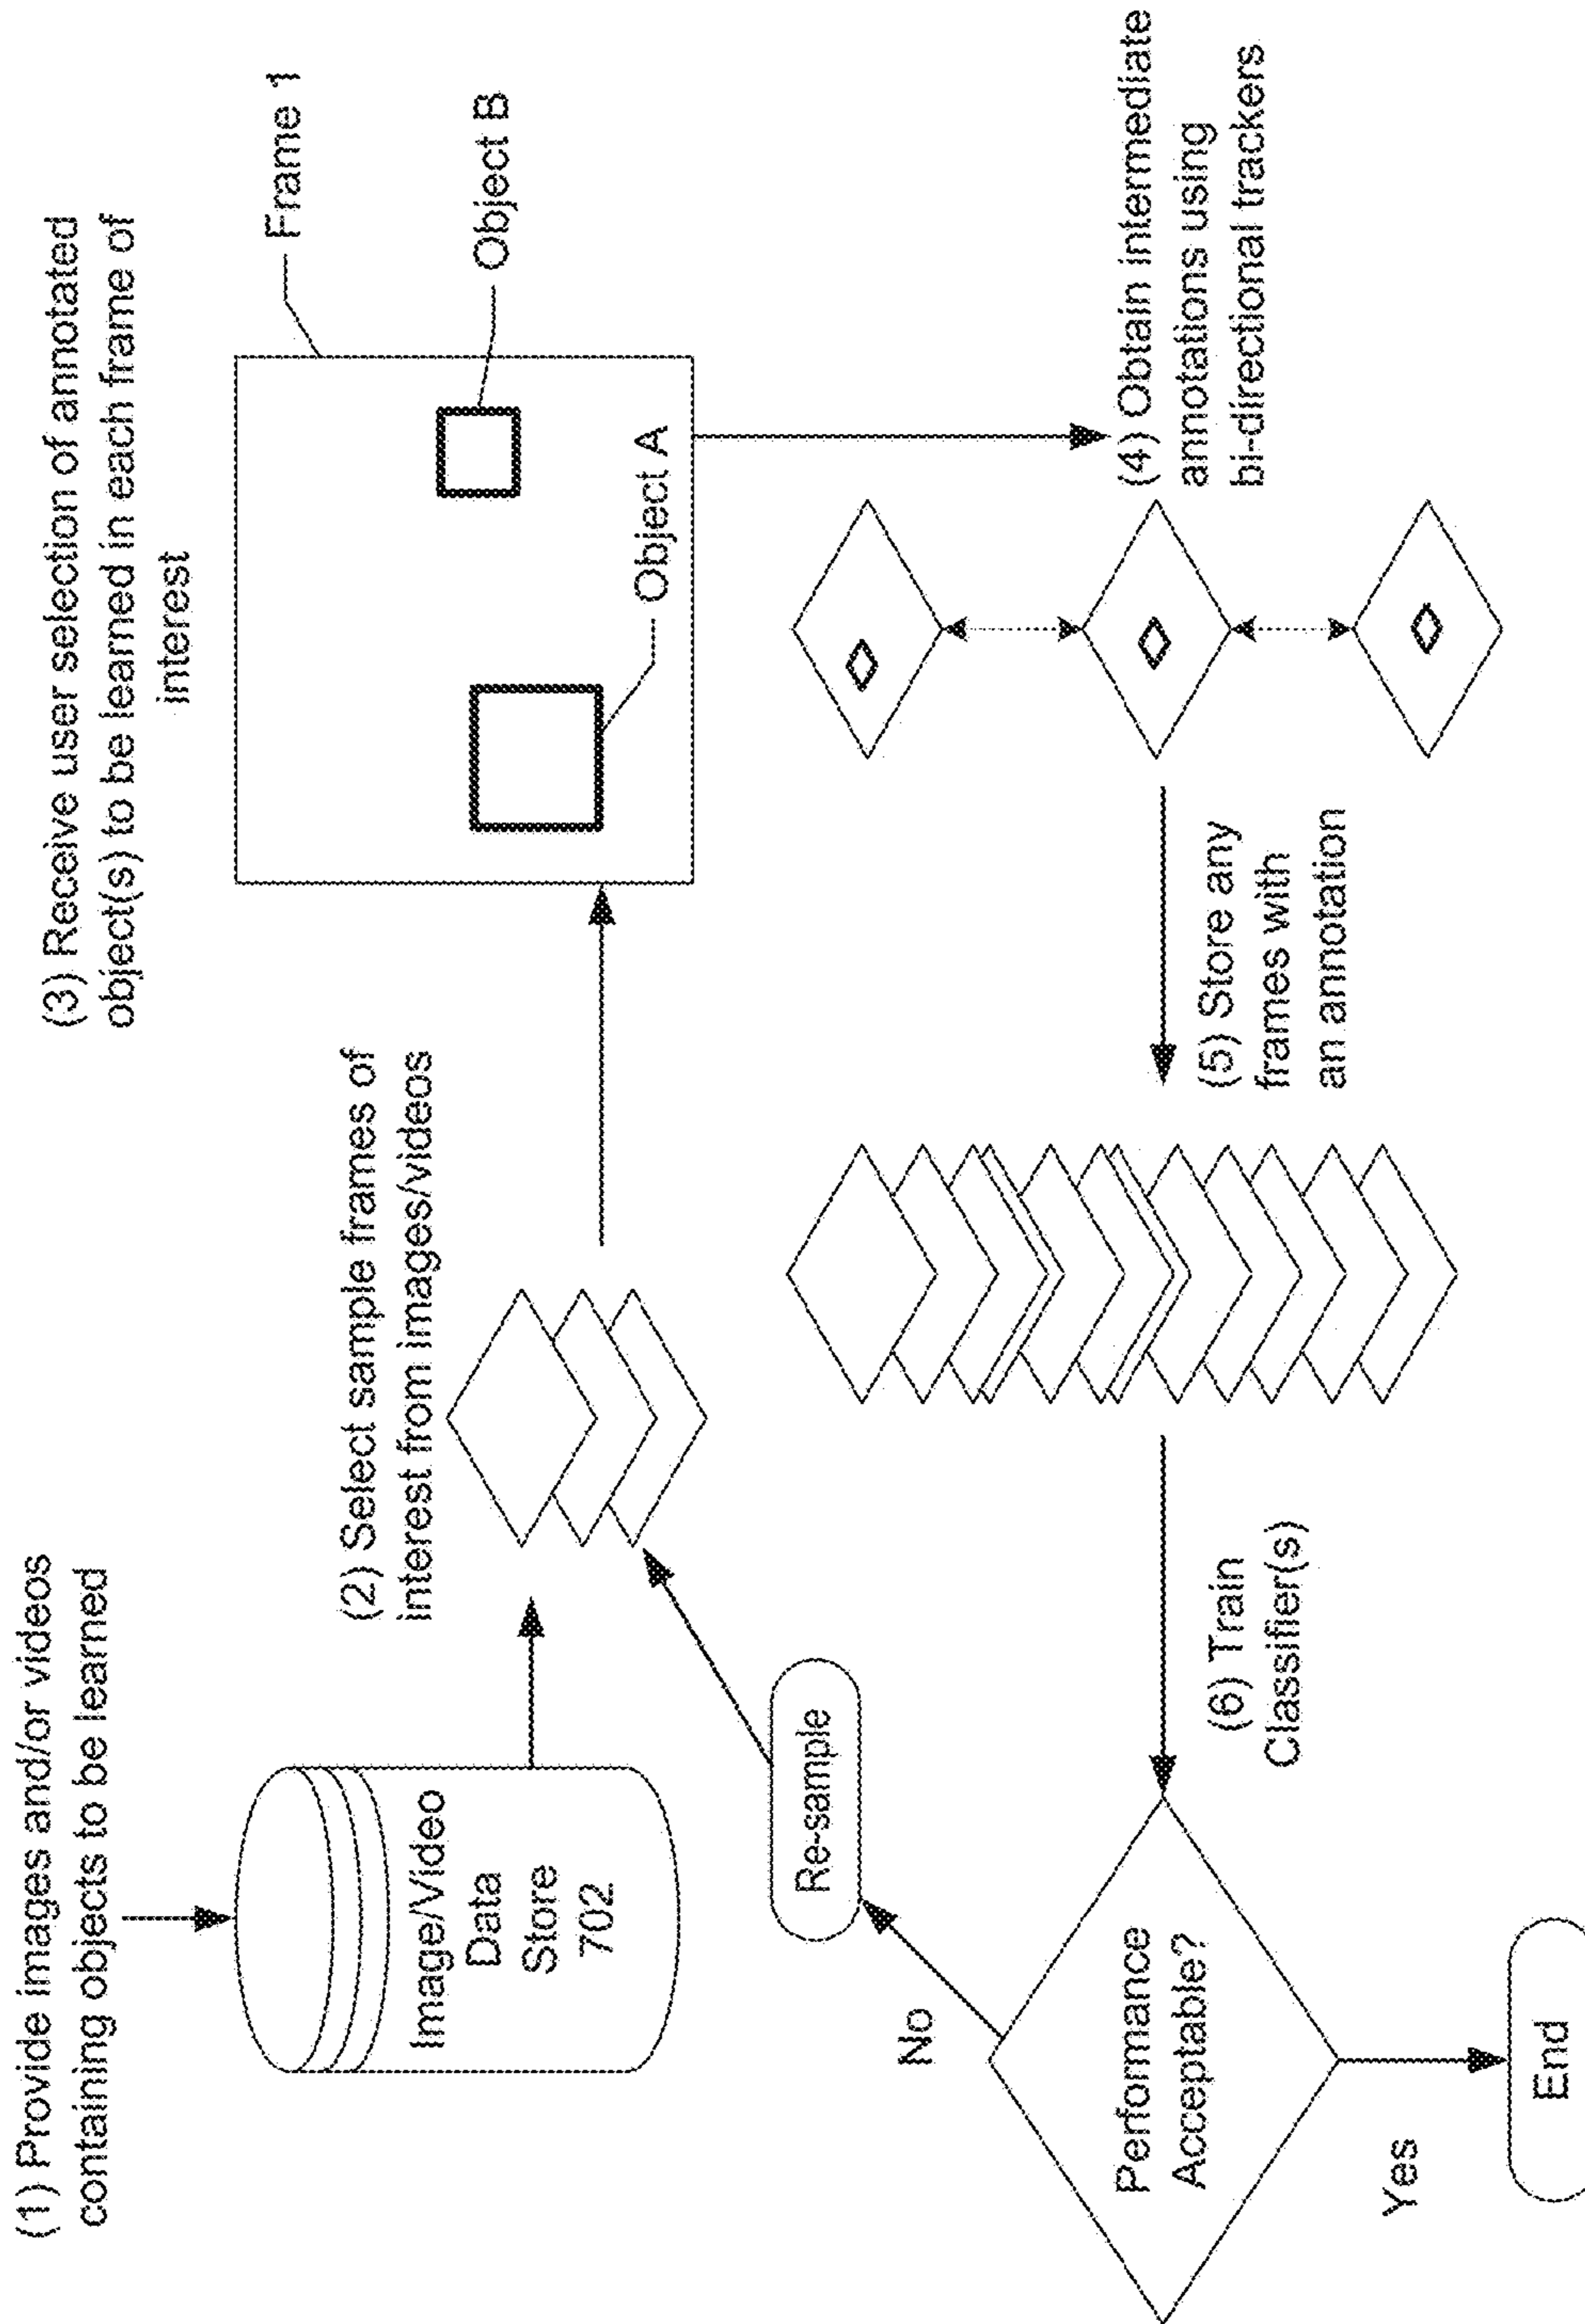 (1) Provide images and/or videos
containing objects to be learned
Image/Video
Data
Store
702
(2) Select sample frames of
interest from images/videos
(3) Receive user selection of annotated
object(s) to be learned in each frame of
interest
Frame 1
Object B
Object A
(4) Obtain intermediate
annotations using
bi-directional trackers
(5) Store any
frames with
an annotation
(6) Train
Classifier(s)
Performance
Acceptable?
No
Re-sample
Yes
End